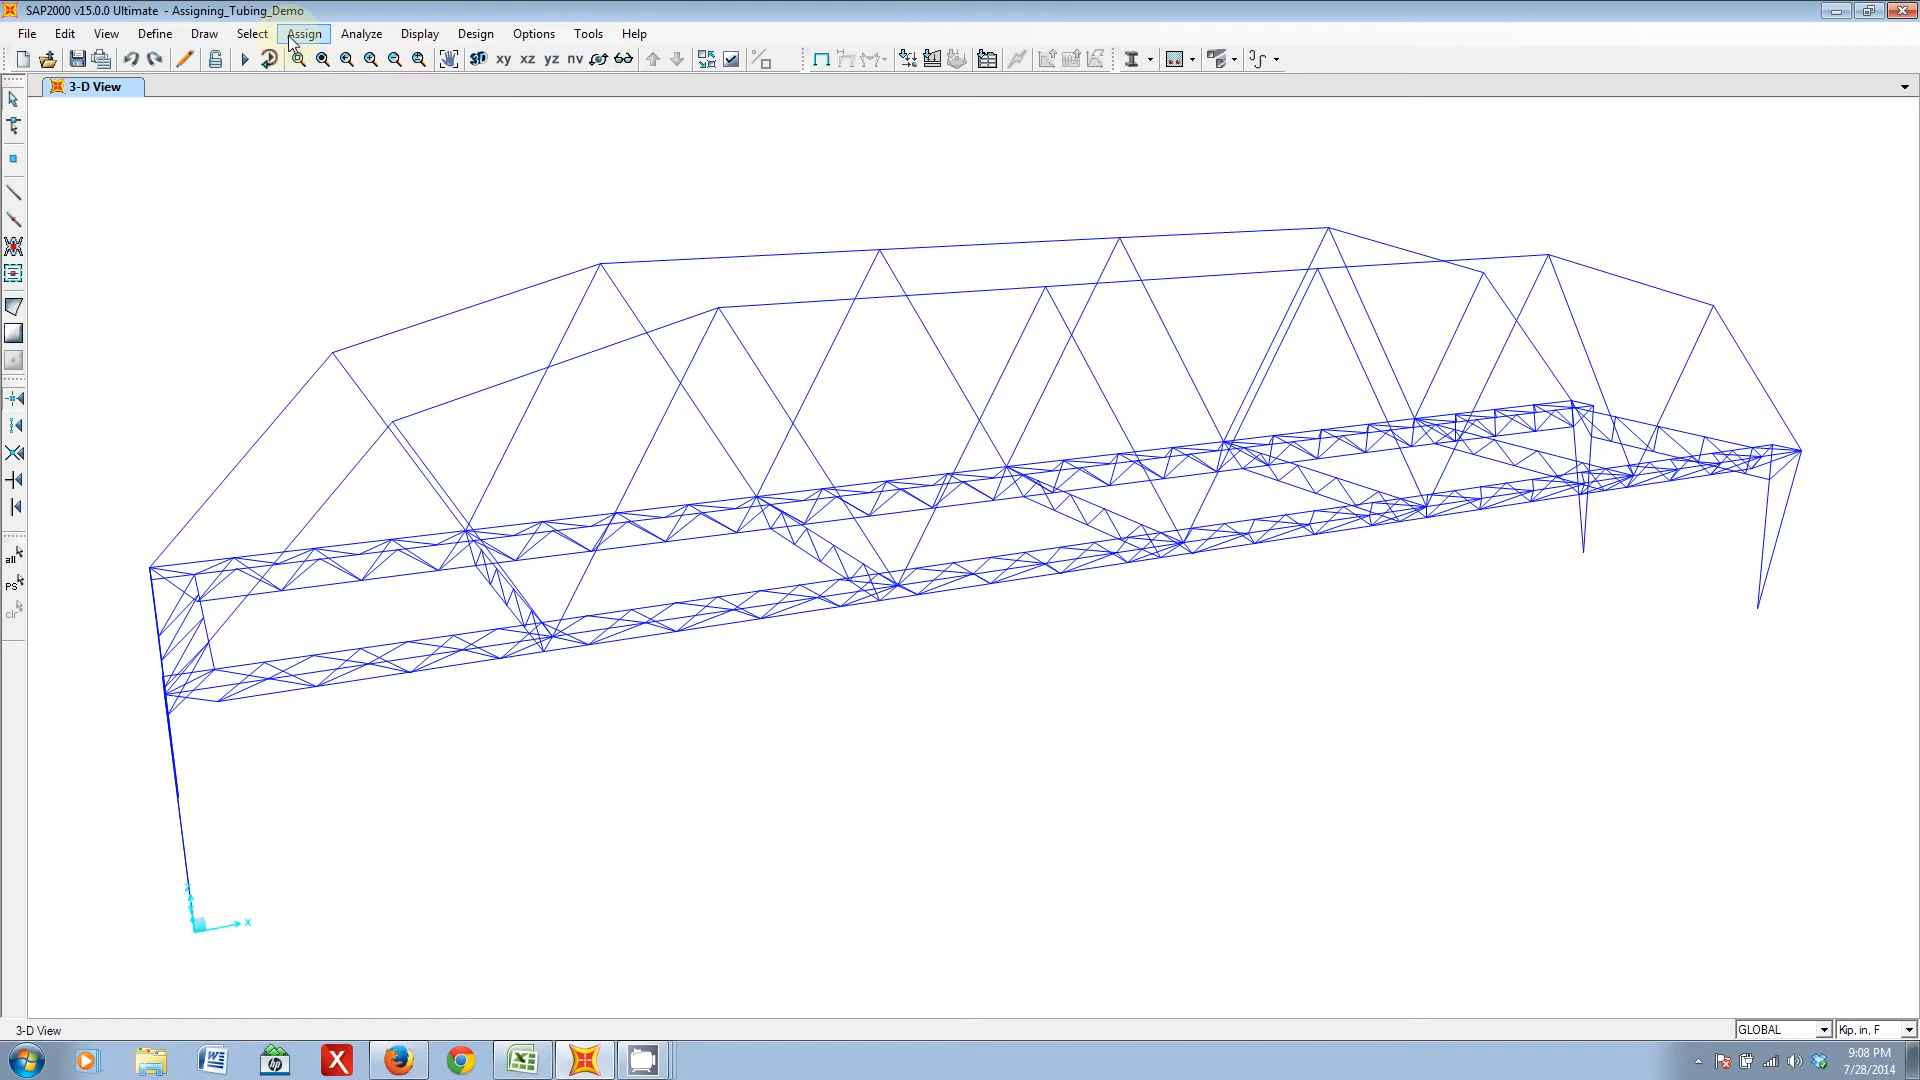 SAP2000 v15.0.0 Ultimate - Assigning_Tubing_Demo
File Edit View Define Draw Select Assign Analyze Display Design Options Tools Help
3D xy xz yz nv
3-D View
all
PS
clr
Z
X
3-D View
GLOBAL
Kip, in, F
9:08 PM
7/28/2014